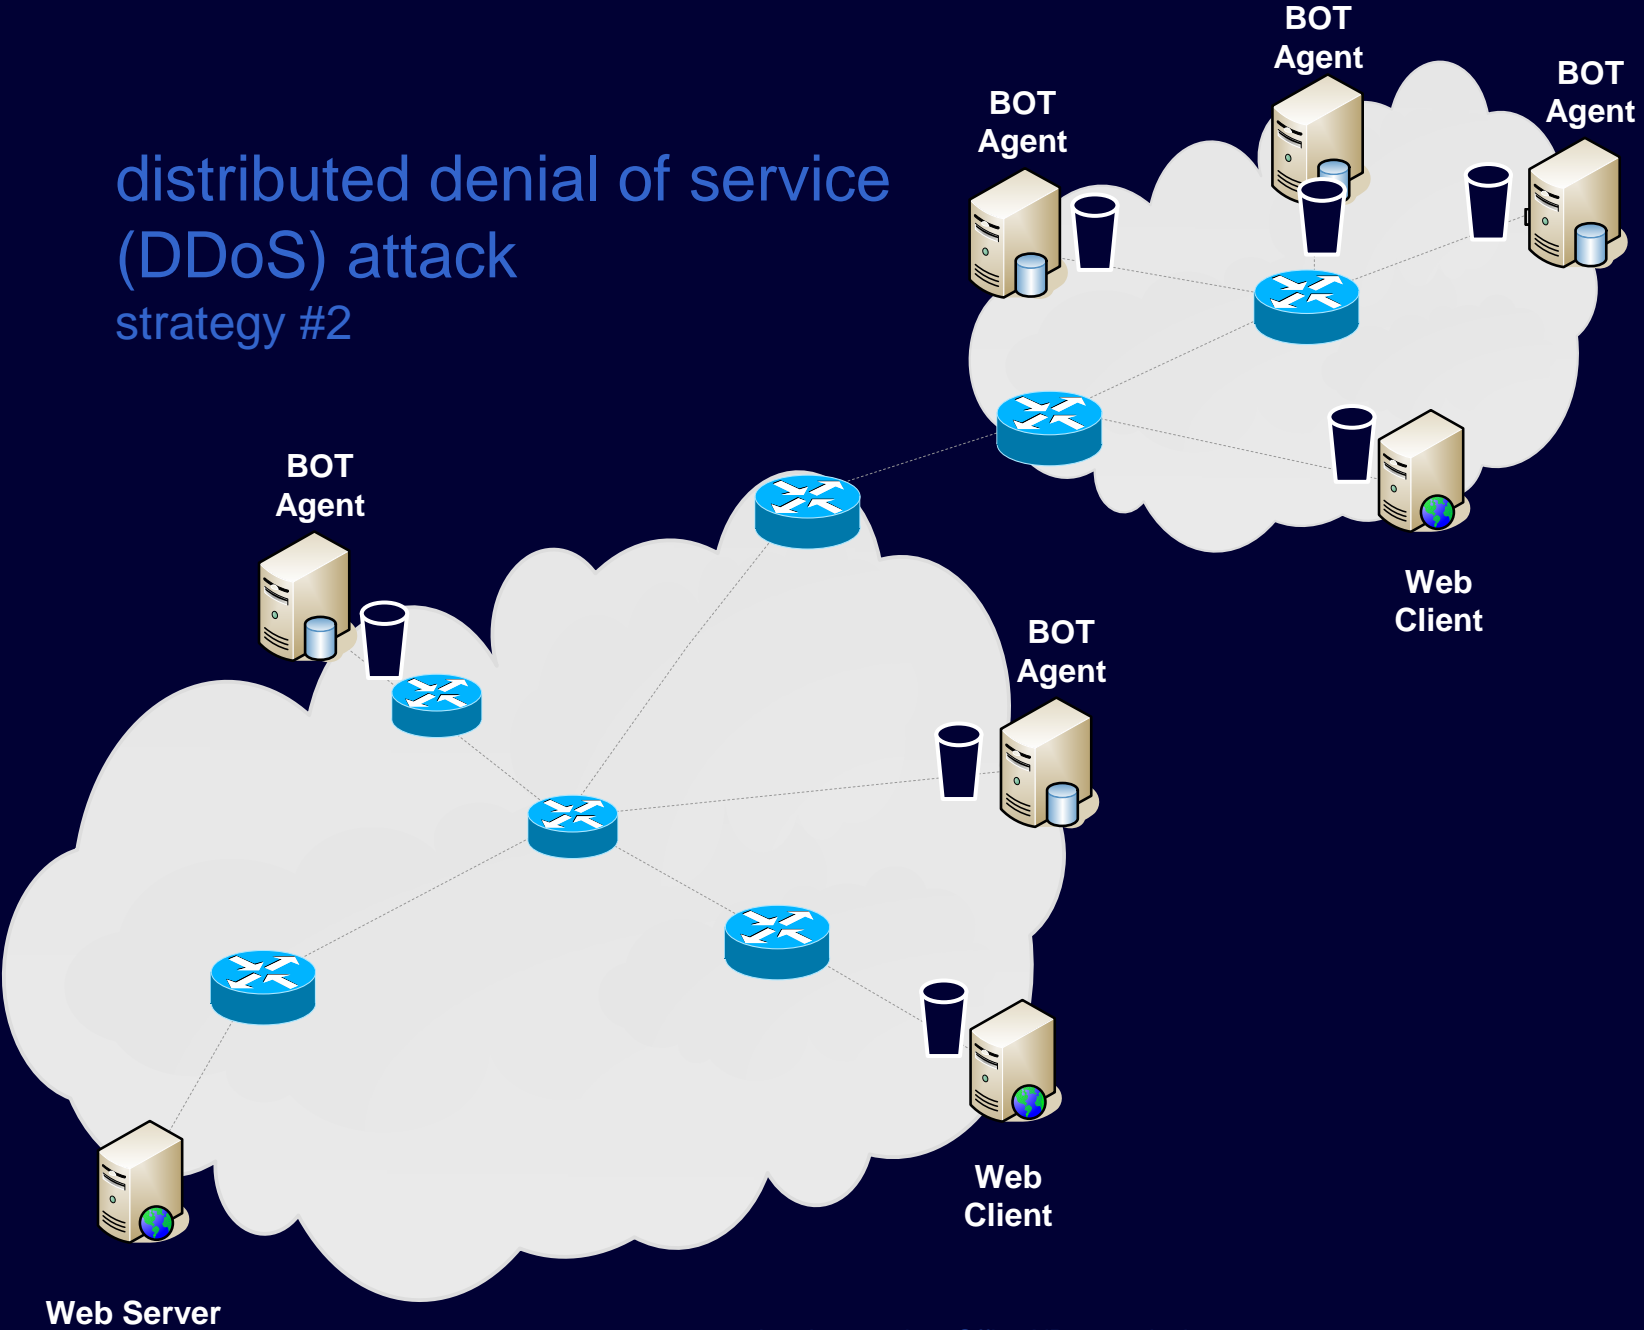 BOT
Agent
BOT
Agent
BOT
Agent
distributed denial of service
(DDoS) attack
strategy #2
BOT
Agent
Web
Client
BOT
Agent
Web
Client
Web Server